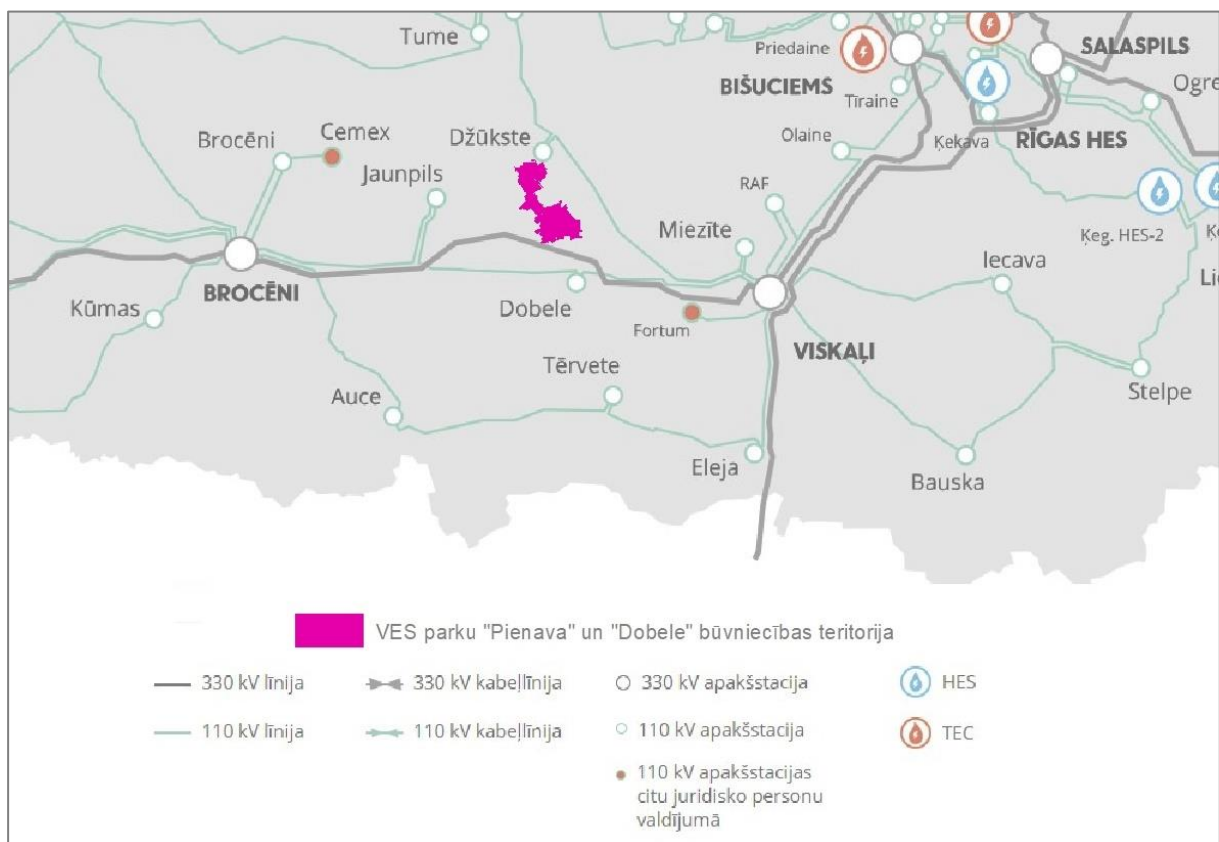 Tume
Priedaine
SALASPILS
BIŠUCIEMS
Tīraine
Ogre
Brocēni
Cemex
Džūkste
Olaine
Ķekava
RĪGAS HES
Jaunpils
RAF
Miezīte
Ķeg. HES-2
Iecava
BROCĒNI
Kūmas
Dobele
Fortum
VISKAĻI
Tērvete
Auce
Stelpe
Eleja
Bauska
VES parku "Pienava" un "Dobele" būvniecības teritorija
330 kV līnija
330 kV kabeļlīnija
330 kV apakšstacija
HES
110 kV līnija
110 kV kabeļlīnija
110 kV apakšstacija
TEC
110 kV apakšstacijas
citu juridisko personu
valdījumā